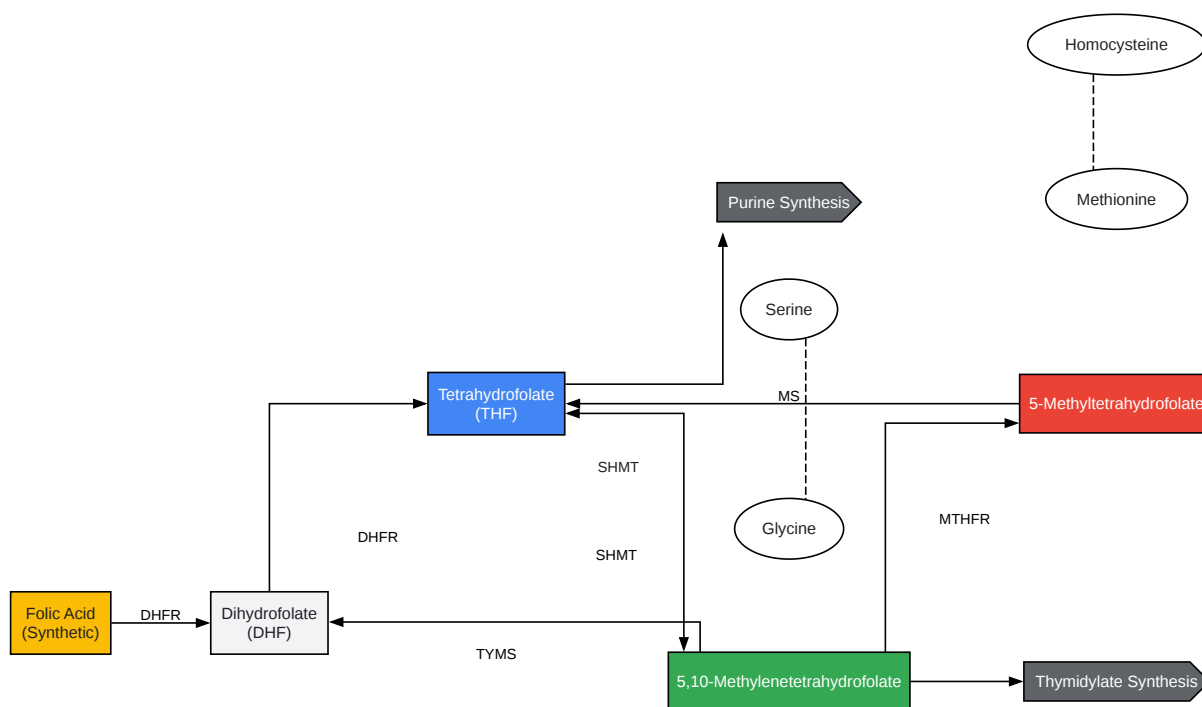 Homocysteine
Methionine
Purine Synthesis
Serine
Tetrahydrofolate
(THF)
MS
5-Methyltetrahydrofolate
SHMT
Glycine
MTHFR
DHFR
SHMT
Folic Acid
(Synthetic)
DHFR
Dihydrofolate
(DHF)
TYMS
5,10-Methylenetetrahydrofolate
Thymidylate Synthesis